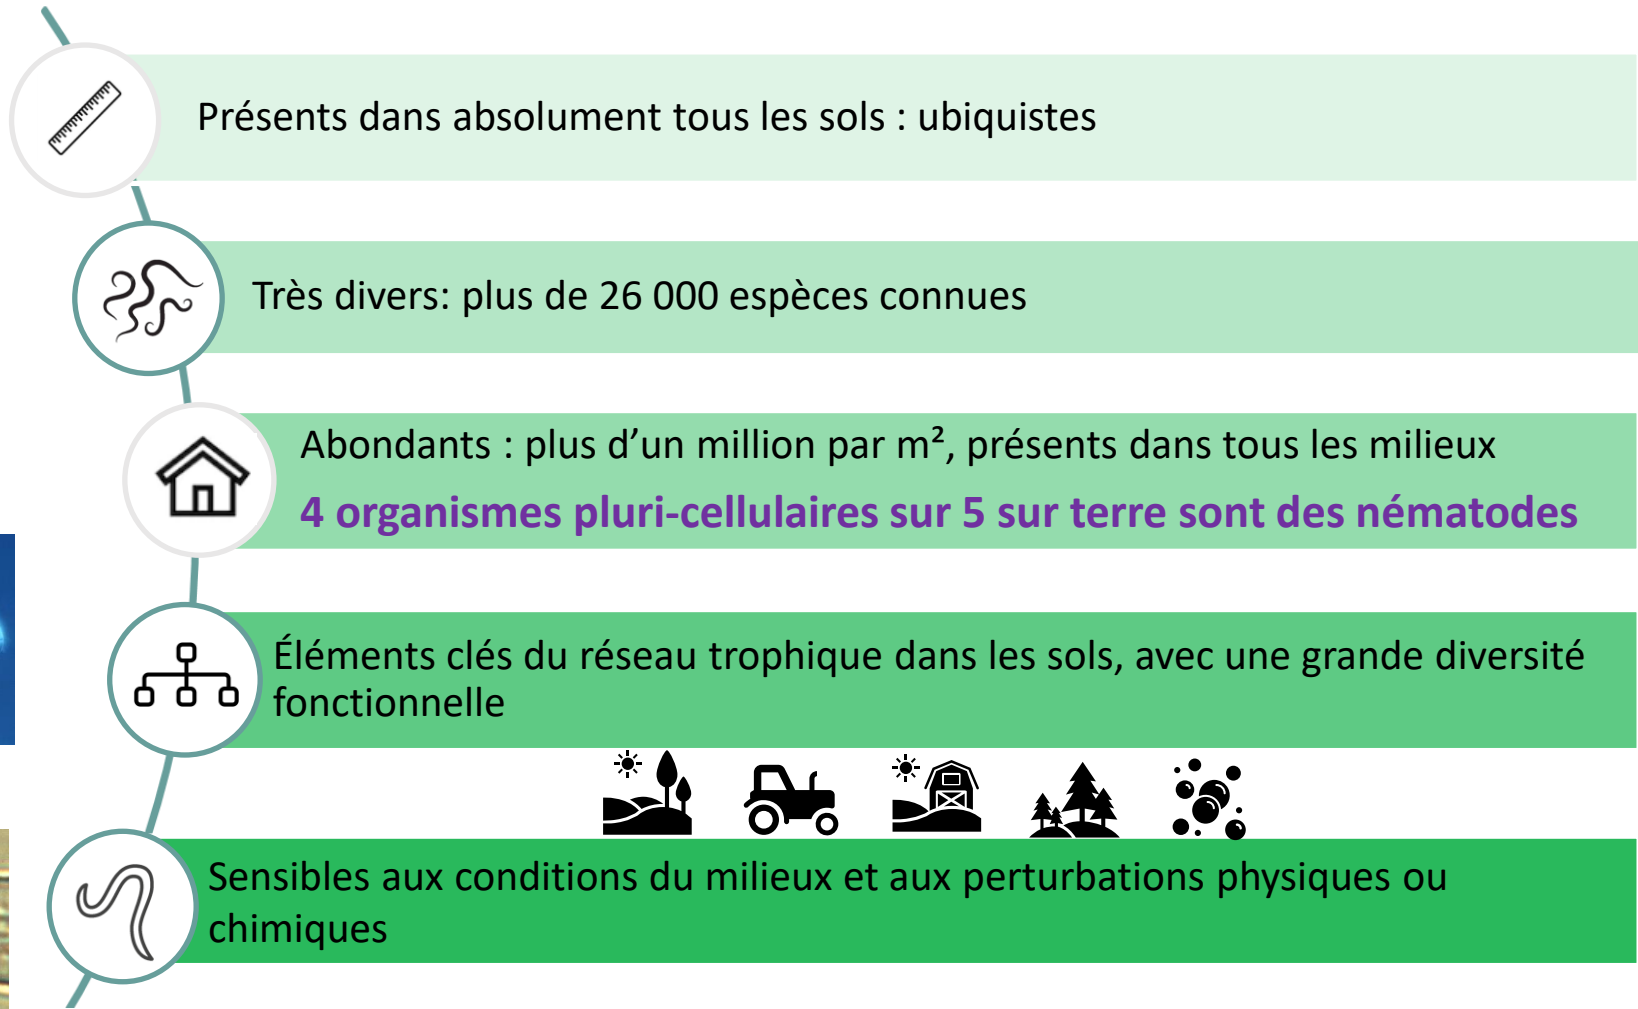 Présents dans absolument tous les sols : ubiquistes
Très divers: plus de 26 000 espèces connues
Abondants : plus d’un million par m², présents dans tous les milieux
4 organismes pluri-cellulaires sur 5 sur terre sont des nématodes
Éléments clés du réseau trophique dans les sols, avec une grande diversité
fonctionnelle
Sensibles aux conditions du milieu et aux perturbations physiques ou
chimiques